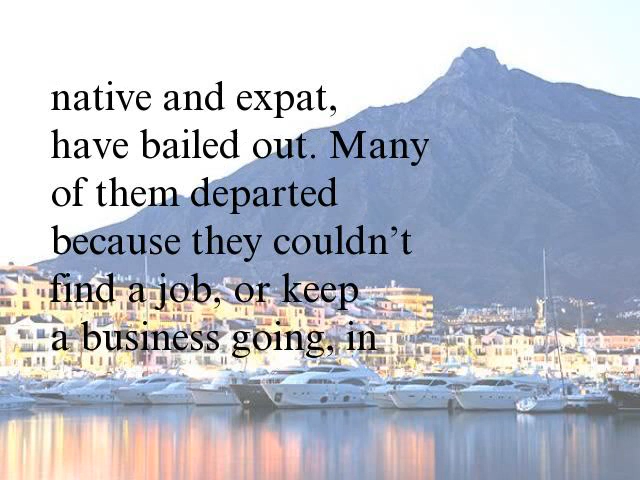 native and expat,
have bailed out. Many
of them departed
because they couldn’t
find a job, or keep
a business going, in